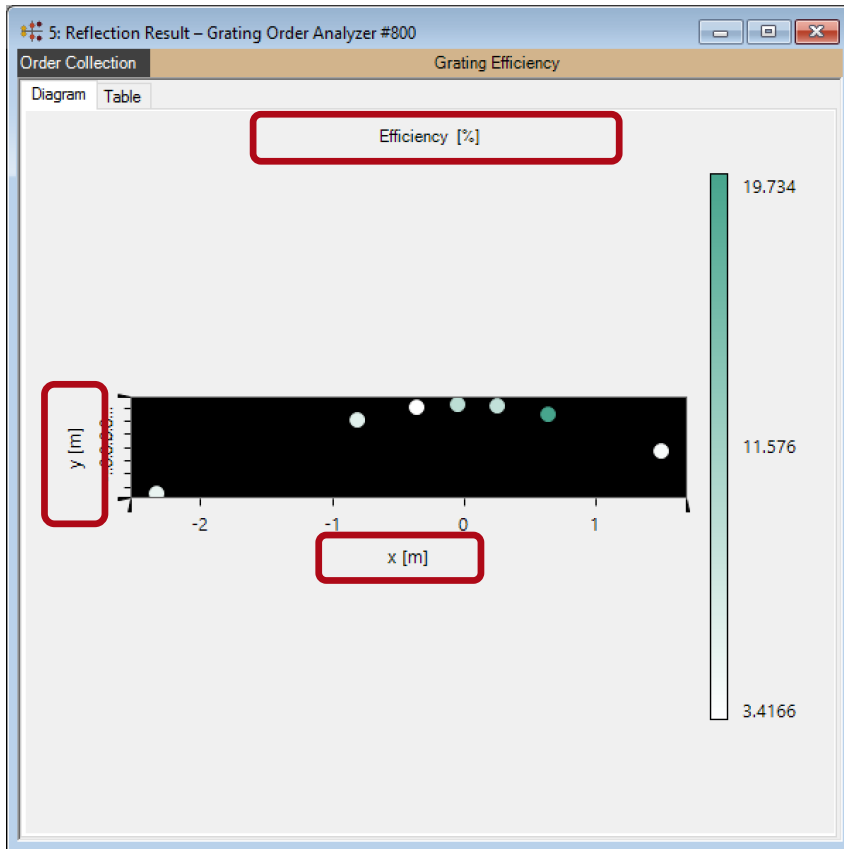 5: Reflection Result – Grating Order Analyzer #800
Order Collection Grating Efficiency
Diagram Table
Efficiency [%]
19.734
y [m]
11.576
-2 -1 0 1
x [m]
3.4166